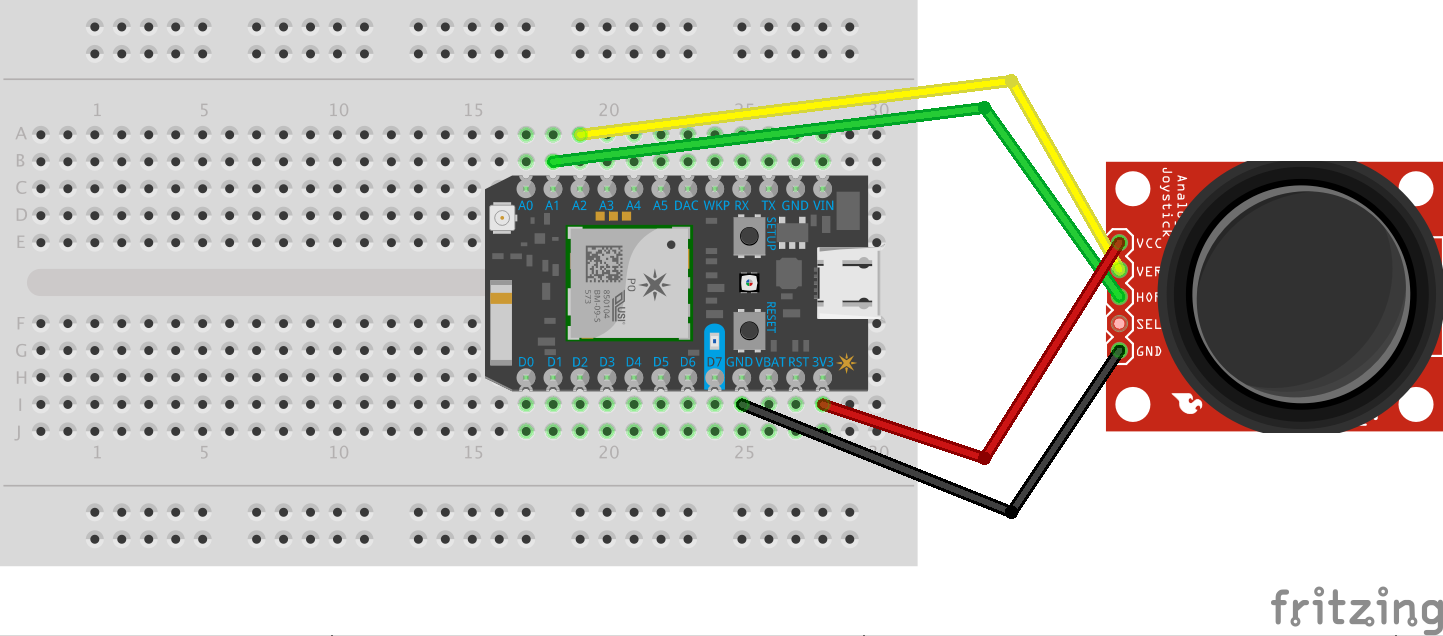 1 5 10 15 20 25 30
A
B
C
D
E
F
G
H
I
J
A0 A1 A2 A3 A4 A5 DAC WKP RX TX GND VIN
SETUP
P0
RESET
D0 D1 D2 D3 D4 D5 D6 D7 GND VBAT RST 3V3
1 5 10 15 20 25 30
Joystick
VCC
VER
HOR
SEL
GND
fritzing